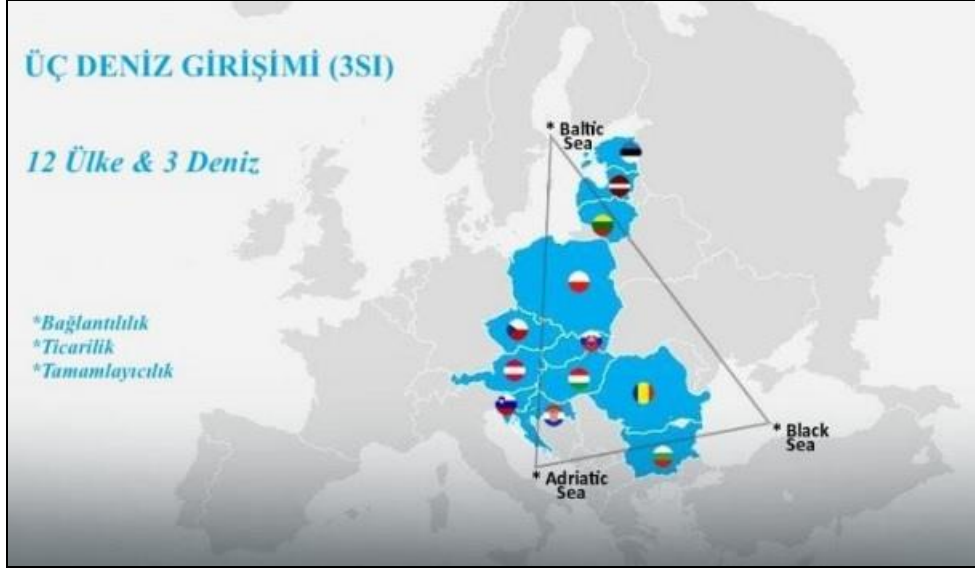 ÜÇ DENİZ GİRİŞİMİ (3SI)
12 Ülke & 3 Deniz
* Baltic
Sea
*Bağlantılılık
*Ticarilik
*Tamamlayıcılık
* Black
Sea
* Adriatic
Sea